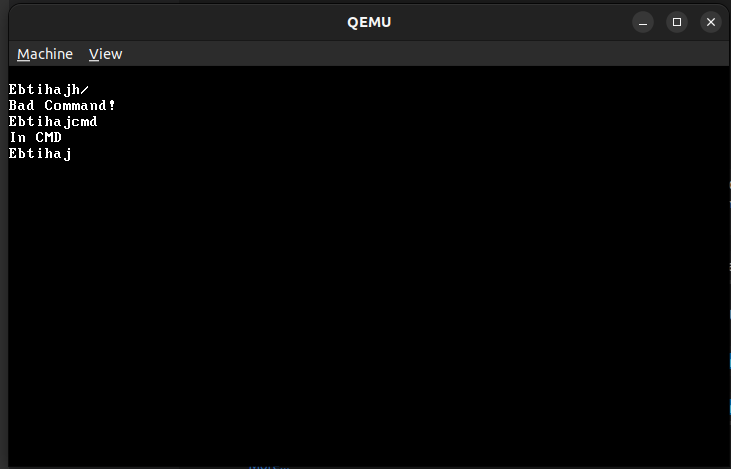 QEMU
Machine View
Ebtihajh/
Bad Command!
Ebtihajcmd
In CMD
Ebtihaj